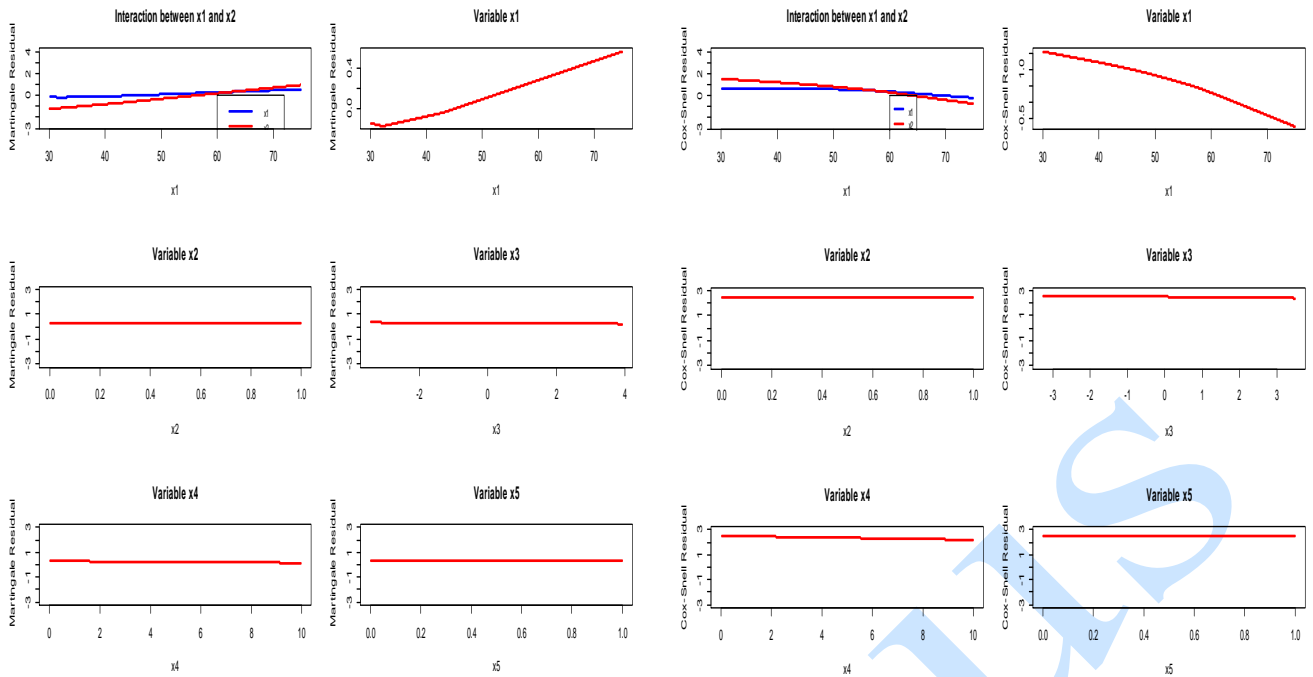 Interaction between x1 and x2
Martingale Residual
4
2
0
-3
x1
30 40 50 60 70
x1
Variable x1
Martingale Residual
0.4
0.0
30 40 50 60 70
x1
Interaction between x1 and x2
Cox-Snell Residual
4
2
0
-3
x1
30 40 50 60 70
x1
Variable x1
Cox-Snell Residual
1.0
-0.5
30 40 50 60 70
x1
Variable x2
Martingale Residual
3
1
-1
-3
0.0 0.2 0.4 0.6 0.8 1.0
x2
Variable x3
Martingale Residual
3
1
-1
-3
-2 0 2 4
x3
Variable x2
Cox-Snell Residual
3
1
-1
-3
0.0 0.2 0.4 0.6 0.8 1.0
x2
Variable x3
Cox-Snell Residual
3
1
-1
-3
-3 -2 -1 0 1 2 3
x3
Variable x4
Martingale Residual
3
1
-1
-3
0 2 4 6 8 10
x4
Variable x5
Martingale Residual
3
1
-1
-3
0.0 0.2 0.4 0.6 0.8 1.0
x5
Variable x4
Cox-Snell Residual
3
1
-1
-3
0 2 4 6 8 10
x4
Variable x5
Cox-Snell Residual
3
1
-1
-3
0.0 0.2 0.4 0.6 0.8 1.0
x5